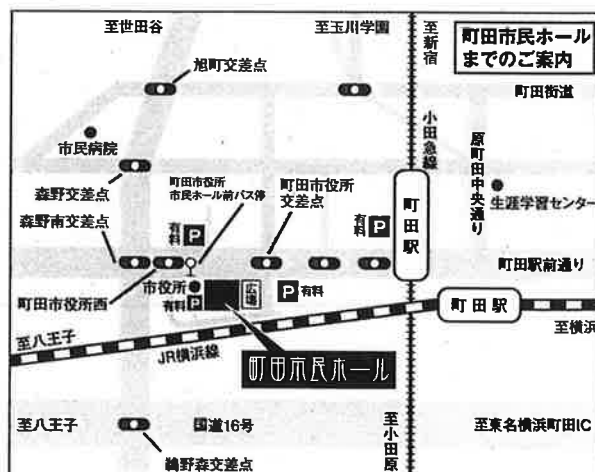 至世田谷
至玉川学園
至新宿
町田市民ホール
までのご案内
旭町交差点
町田街道
小田急線
市民病院
原町田中央通り
森野交差点
町田市役所
市民ホール前バス停
町田市役所
交差点
生涯学習センター
森野南交差点
有料
P
有料
P
町田駅
町田駅前通り
町田市役所西
市役所
有料
P
広場
P
有料
町田駅
至八王子
JR横浜線
至横浜
町田市民ホール
至八王子
国道16号
至小田原
至東名横浜町田IC
鵜野森交差点